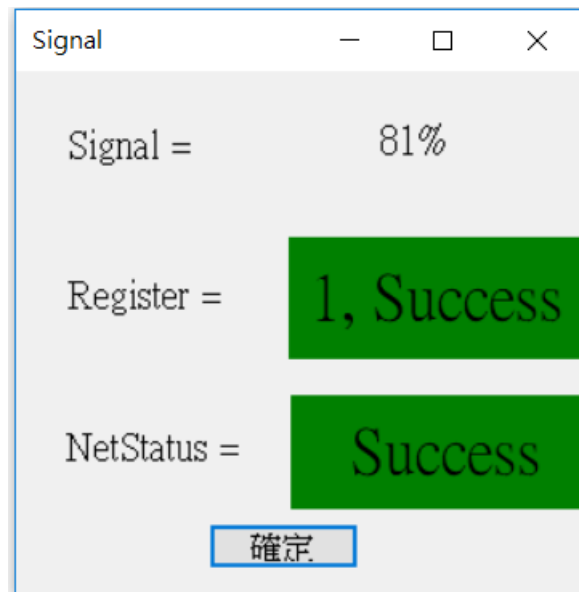 Signal
Signal = 81%
Register = 1, Success
NetStatus = Success
確定